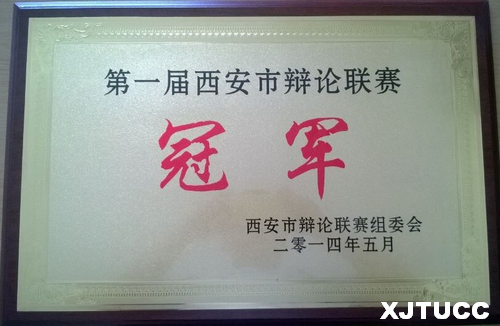 第一届西安市辩论联赛
冠军
西安市辩论联赛组委会
二零一四年五月
XJTUCC